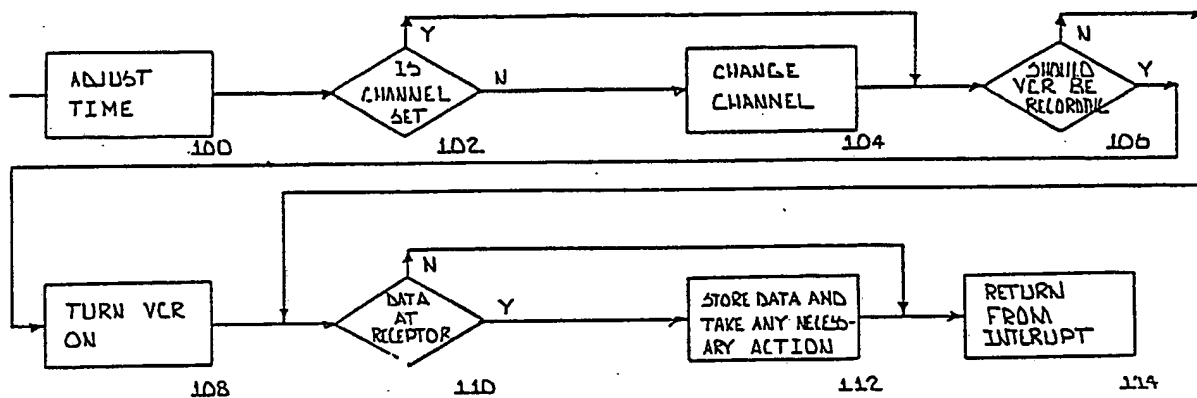 ADJUST
TIME
100
Y
IS
CHANNEL
SET
102
N
CHANGE
CHANNEL
104
N
SHOULD
VCR BE
RECORDING
106
Y
TURN VCR
ON
108
N
DATA
AT
RECEPTOR
110
Y
STORE DATA AND
TAKE ANY NECESS-
ARY ACTION
112
RETURN
FROM
INTERUPT
114